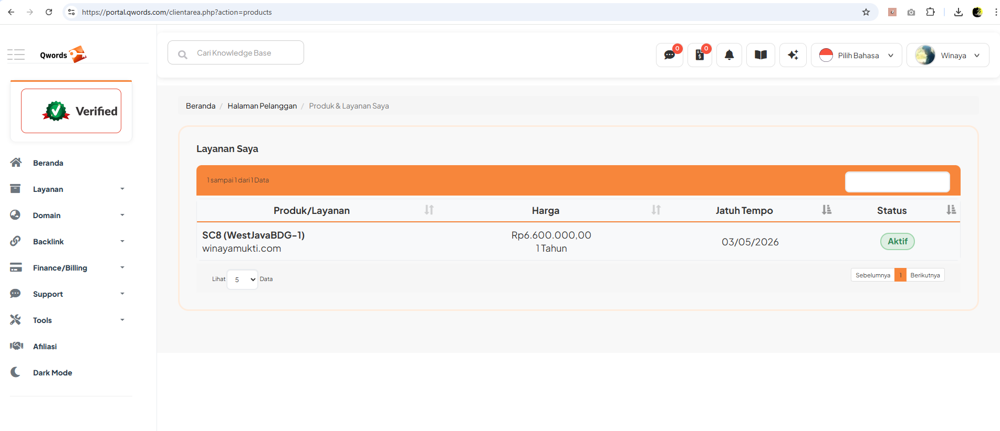 https://portal.qwords.com/clientarea.php?action=products
Qwords
Cari Knowledge Base
0
0
Pilih Bahasa
Winaya
Verified
Beranda
Layanan
Domain
Backlink
Finance/Billing
Support
Tools
Afiliasi
Dark Mode
Beranda / Halaman Pelanggan / Produk & Layanan Saya
Layanan Saya
1 sampai 1 dari 1 Data
Produk/Layanan Harga Jatuh Tempo Status
SC8 (WestJavaBDG-1)
winayamukti.com
Rp6.600.000,00
1 Tahun
03/05/2026
Aktif
Lihat 5 Data
Sebelumnya 1 Berikutnya